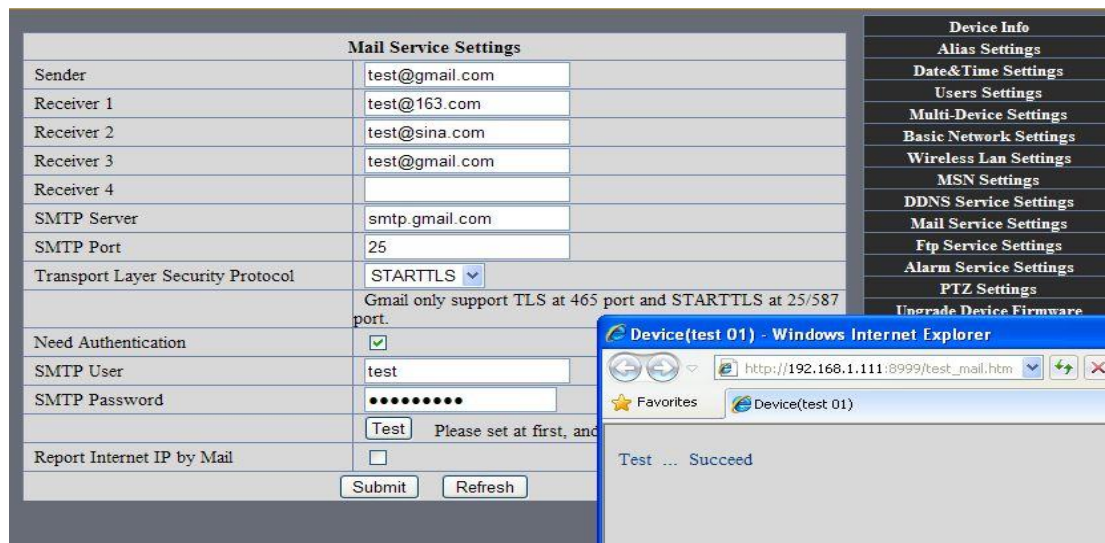 Mail Service Settings
Sender test@gmail.com
Receiver 1 test@163.com
Receiver 2 test@sina.com
Receiver 3 test@gmail.com
Receiver 4
SMTP Server smtp.gmail.com
SMTP Port 25
Transport Layer Security Protocol STARTTLS
Gmail only support TLS at 465 port and STARTTLS at 25/587
port.
Need Authentication
SMTP User test
SMTP Password •••••••••
Test Please set at first, and
Report Internet IP by Mail
Submit Refresh
Device Info
Alias Settings
Date&Time Settings
Users Settings
Multi-Device Settings
Basic Network Settings
Wireless Lan Settings
MSN Settings
DDNS Service Settings
Mail Service Settings
Ftp Service Settings
Alarm Service Settings
PTZ Settings
Upgrade Device Firmware
Device(test 01) - Windows Internet Explorer
http://192.168.1.111:8999/test_mail.htm
Favorites Device(test 01)
Test ... Succeed